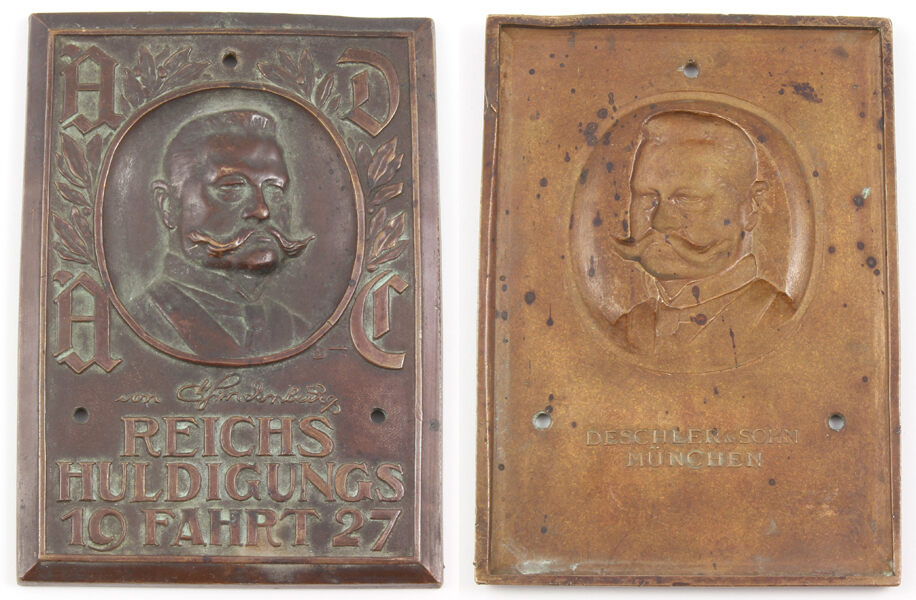 A D
A C
von Hindenburg
REICHS
HULDIGUNGS
19 FAHRT 27
DESCHLER & SOHN
MÜNCHEN